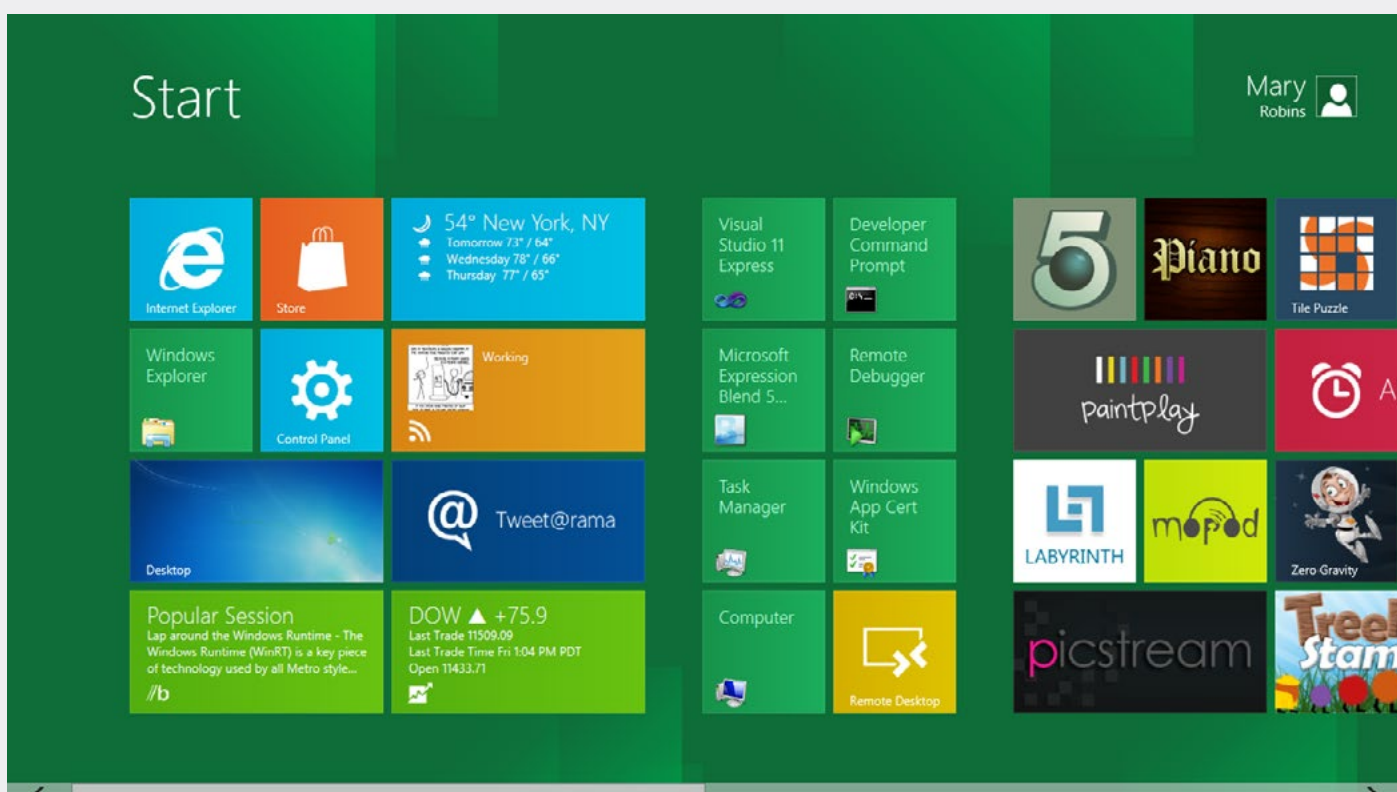 Start
Mary
Robins
Internet Explorer
Store
54° New York, NY
Tomorrow 73° / 64°
Wednesday 78° / 66°
Thursday 77° / 65°
Windows
Explorer
Control Panel
Working
Desktop
@ Tweet@rama
Popular Session
Lap around the Windows Runtime - The
Windows Runtime (WinRT) is a key piece
of technology used by all Metro style...
//b
DOW ▲ +75.9
Last Trade 11509.09
Last Trade Time Fri 1:04 PM PDT
Open 11433.71
Visual
Studio 11
Express
Developer
Command
Prompt
Microsoft
Expression
Blend 5...
Remote
Debugger
Task
Manager
Windows
App Cert
Kit
Computer
Remote Desktop
5
Piano
Tile Puzzle
paintplay
A
LABYRINTH
mopod
Zero Gravity
picstream
Stam